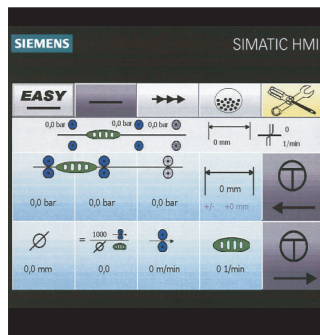 SIEMENS
SIMATIC HMI
EASY
0,0 bar 0,0 bar 0,0 bar
0 mm
0
1/min
0,0 bar 0,0 bar 0,0 bar
0 mm
+/- +0 mm
= 1000
0,0 mm 0,0 0 m/min 0 1/min